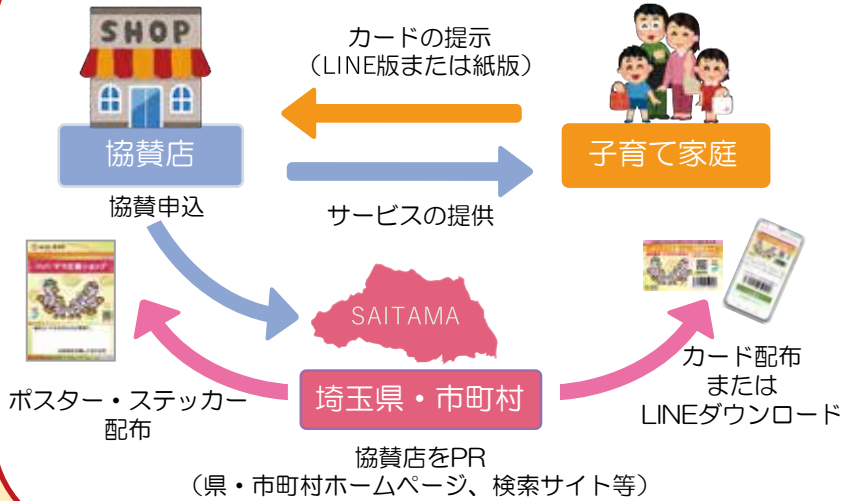 SHOP
カードの提示
（LINE版または紙版）
協賛店
子育て家庭
協賛申込
サービスの提供
SAITAMA
カード配布
または
LINEダウンロード
ポスター・ステッカー
配布
埼玉県・市町村
協賛店をPR
（県・市町村ホームページ、検索サイト等）